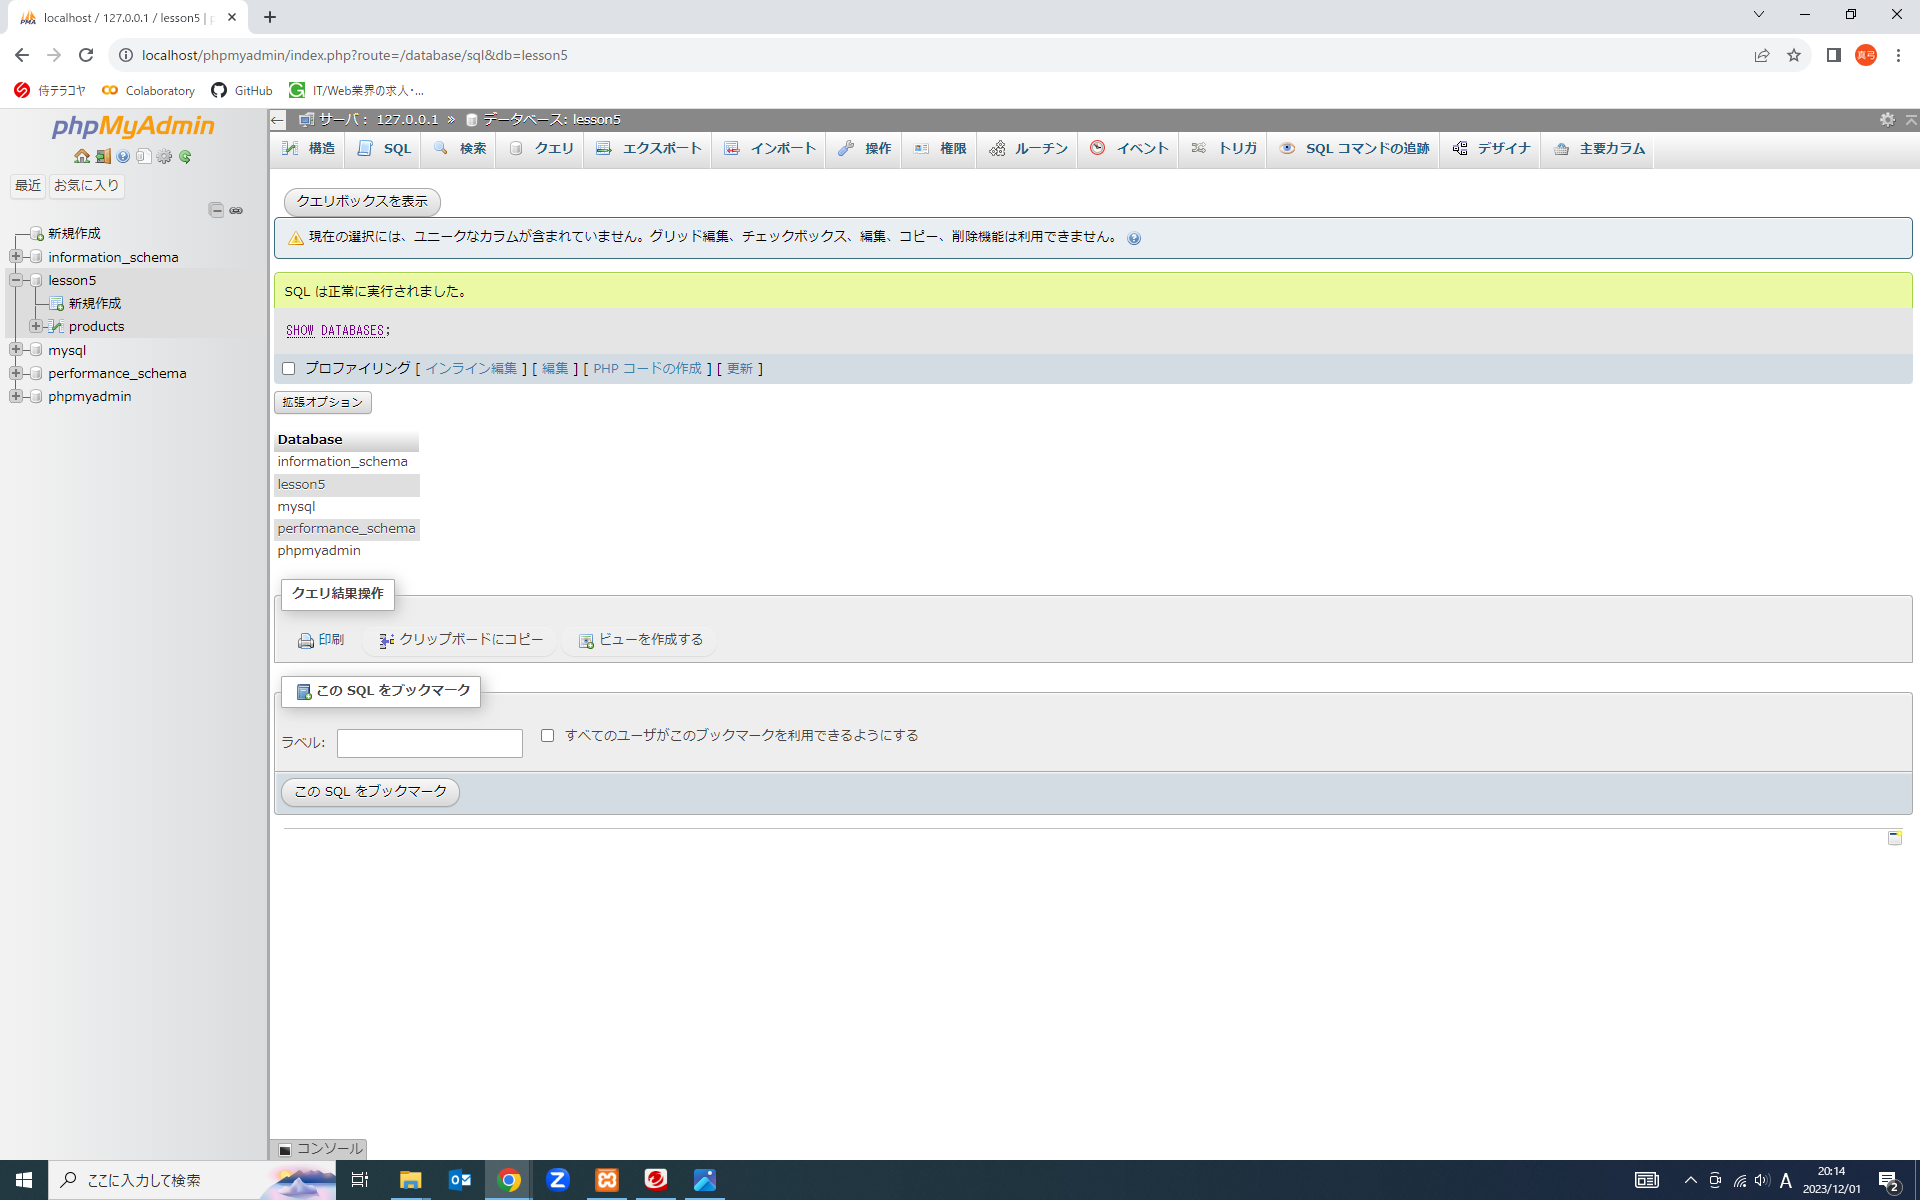 localhost / 127.0.0.1 / lesson5 |
localhost/phpmyadmin/index.php?route=/database/sql&db=lesson5
真弓
侍テラコヤ
Colaboratory
GitHub
IT/Web業界の求人・...
phpMyAdmin
最近
お気に入り
新規作成
information_schema
lesson5
新規作成
products
mysql
performance_schema
phpmyadmin
サーバ: 127.0.0.1 » データベース: lesson5
構造
SQL
検索
クエリ
エクスポート
インポート
操作
権限
ルーチン
イベント
トリガ
SQL コマンドの追跡
デザイナ
主要カラム
クエリボックスを表示
現在の選択には、ユニークなカラムが含まれていません。グリッド編集、チェックボックス、編集、コピー、削除機能は利用できません。
SQL は正常に実行されました。
SHOW DATABASES;
プロファイリング [ インライン編集 ] [ 編集 ] [ PHP コードの作成 ] [ 更新 ]
拡張オプション
Database
information_schema
lesson5
mysql
performance_schema
phpmyadmin
クエリ結果操作
印刷
クリップボードにコピー
ビューを作成する
この SQL をブックマーク
ラベル:
すべてのユーザがこのブックマークを利用できるようにする
この SQL をブックマーク
コンソール
ここに入力して検索
A
20:14
2023/12/01
2